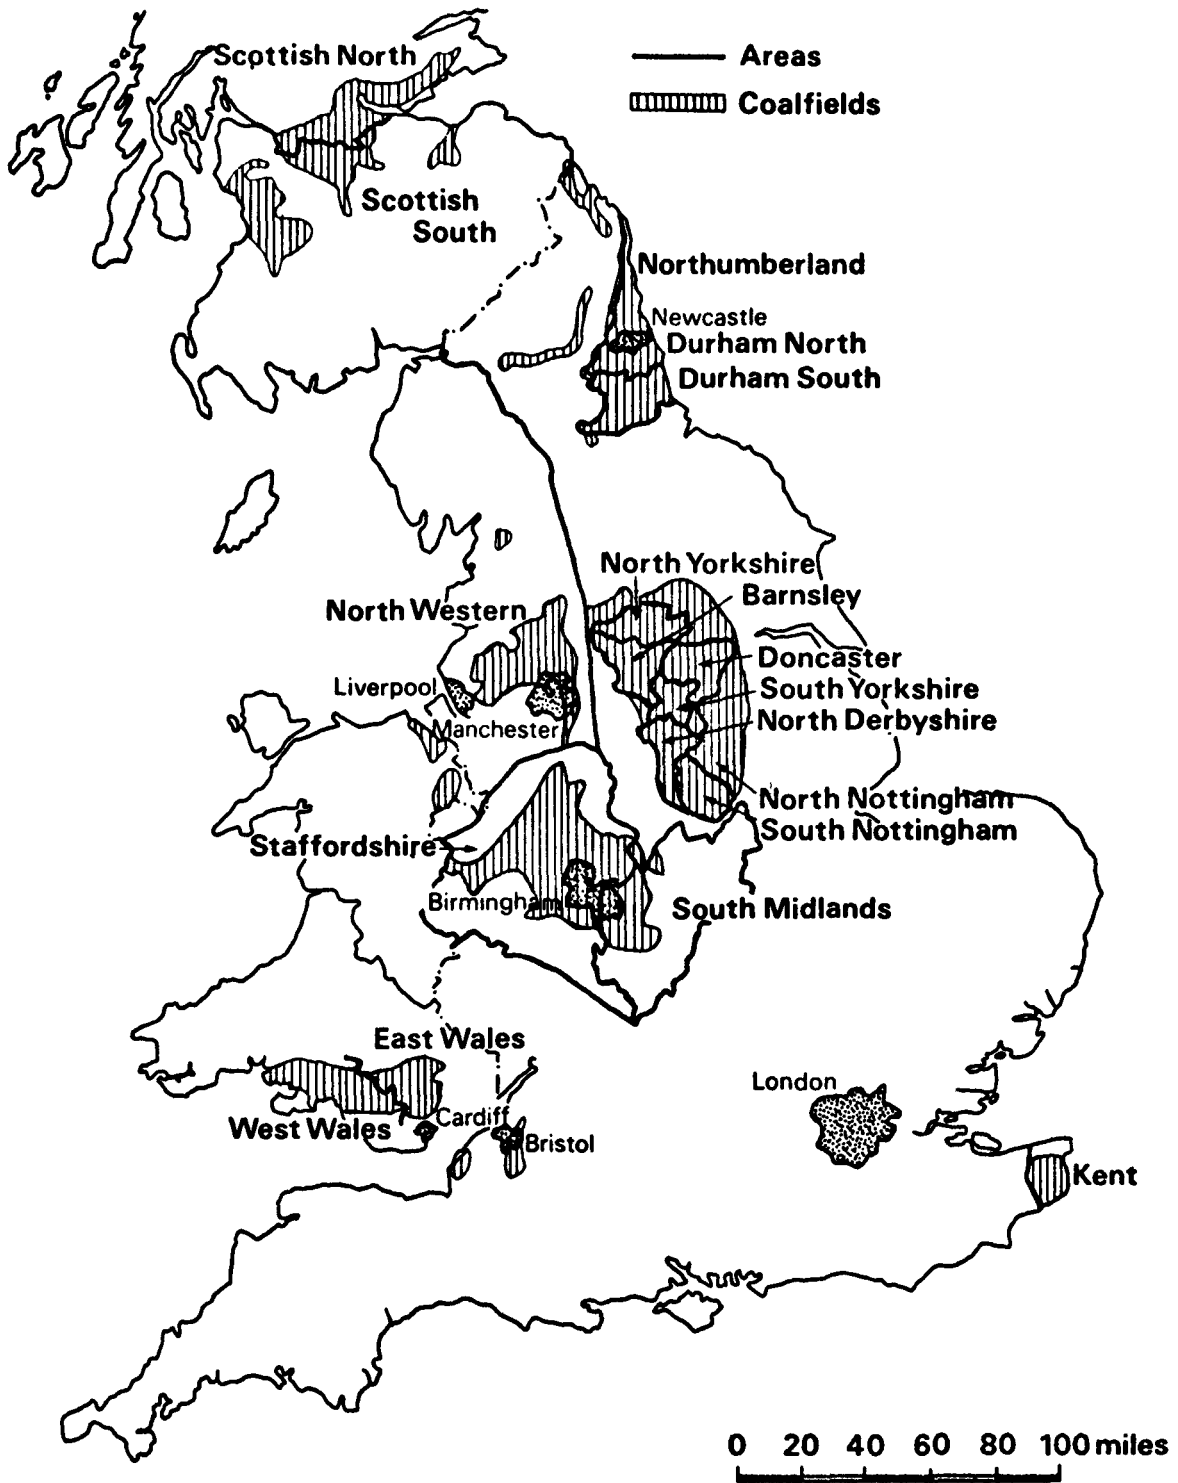 Scottish North
Areas
Coalfields
Scottish
South
Northumberland
Newcastle
Durham North
Durham South
North Yorkshire
Barnsley
North Western
Doncaster
Liverpool
South Yorkshire
Manchester
North Derbyshire
North Nottingham
South Nottingham
Staffordshire
Birmingham
South Midlands
East Wales
London
Cardiff
West Wales
Bristol
Kent
0 20 40 60 80 100 miles